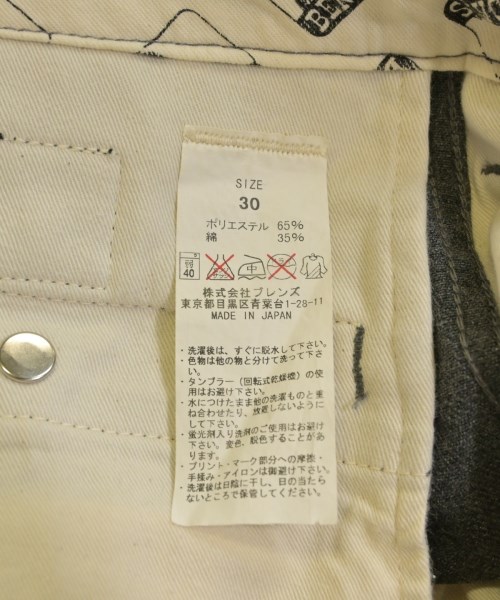 SIZE
30
ポリエステル 65%
綿 35%
弱
40
株式会社ブレンズ
東京都目黒区青葉台1-28-11
MADE IN JAPAN
・洗濯後は、すぐに脱水して下さい。
・色物は他の物と分けて洗って下さい。
・タンブラー(回転式乾燥機)の使
用はお避け下さい。
・水につけたまま他の洗濯ものと重
ね合わせたり、放置しないように
して下さい。
・蛍光剤入り洗剤のご使用はお避け
下さい。変色、脱色することがあ
ります。
・プリント・マーク部分への摩擦・
手揉み・アイロンは御避け下さい。
・洗濯後は日陰に干し、日の当たら
ないところで保管してください。